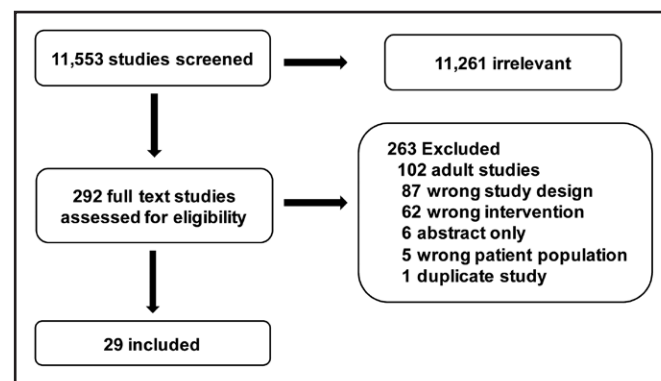 11,553 studies screened
11,261 irrelevant
292 full text studies
assessed for eligibility
263 Excluded
102 adult studies
87 wrong study design
62 wrong intervention
6 abstract only
5 wrong patient population
1 duplicate study
29 included